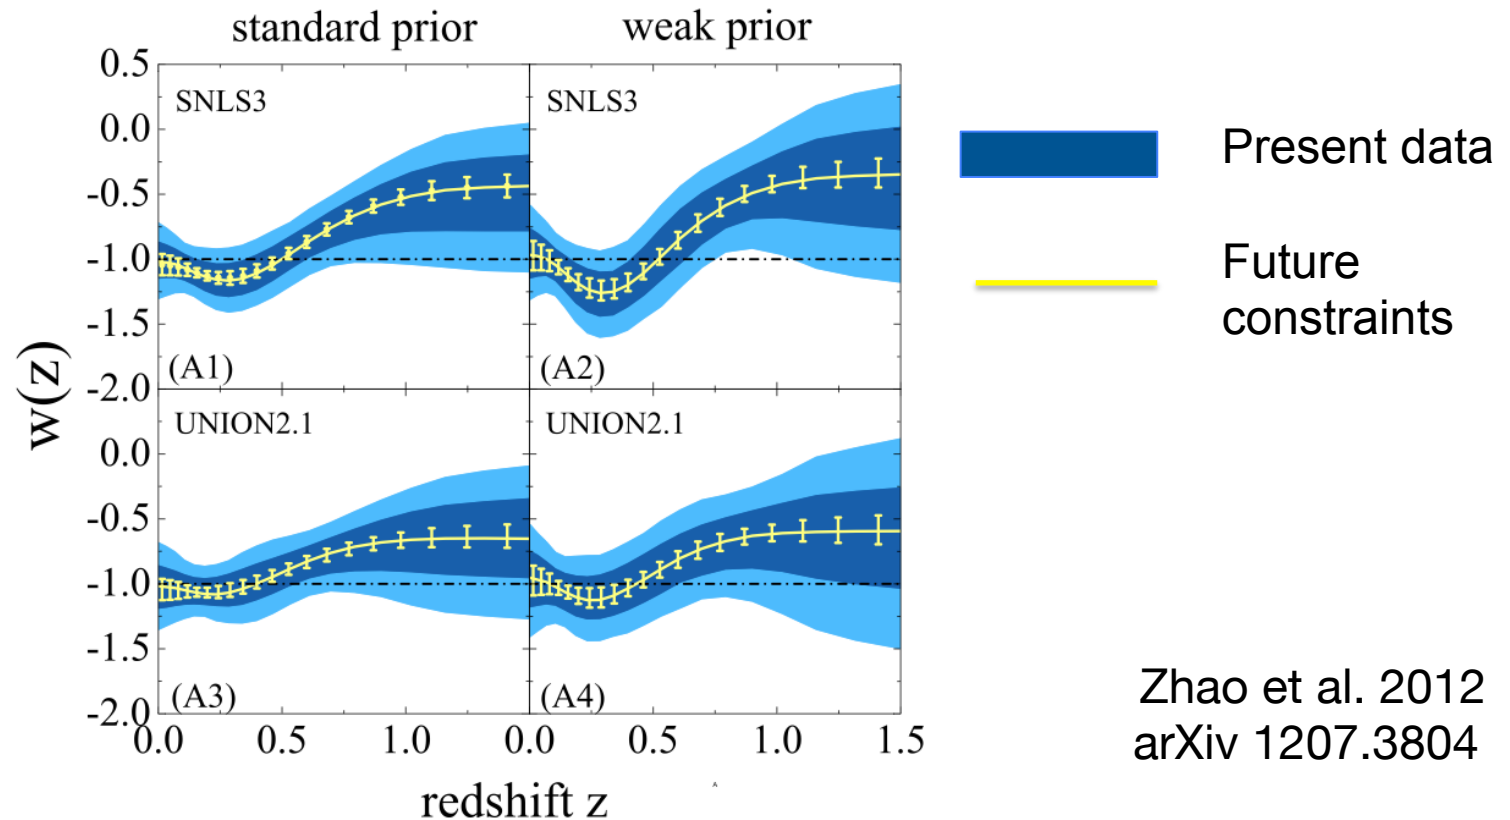 standard prior
weak prior
0.5
SNLS3
SNLS3
0.0
-0.5
-1.0
-1.5
(A1)
(A2)
-2.0
UNION2.1
UNION2.1
0.0
-0.5
-1.0
-1.5
(A3)
(A4)
-2.0
0.0 0.5 1.0 0.0 0.5 1.0 1.5
w(z)
redshift z
Present data
Future
constraints
Zhao et al. 2012
arXiv 1207.3804